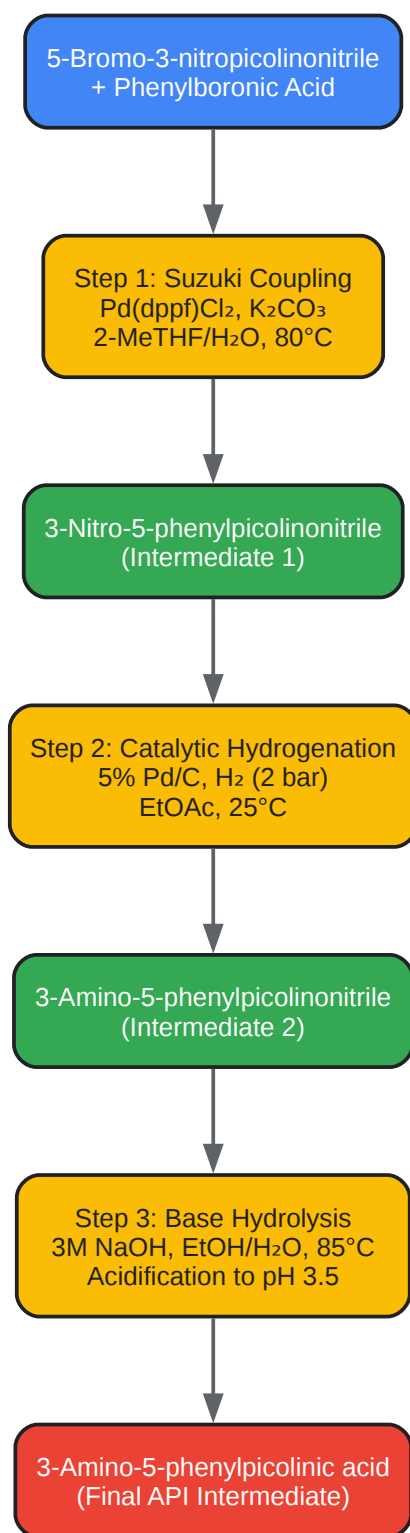 5-Bromo-3-nitropicolinonitrile
+ Phenylboronic Acid
Step 1: Suzuki Coupling
Pd(dppf)Cl₂, K₂CO₃
2-MeTHF/H₂O, 80°C
3-Nitro-5-phenylpicolinonitrile
(Intermediate 1)
Step 2: Catalytic Hydrogenation
5% Pd/C, H₂ (2 bar)
EtOAc, 25°C
3-Amino-5-phenylpicolinonitrile
(Intermediate 2)
Step 3: Base Hydrolysis
3M NaOH, EtOH/H₂O, 85°C
Acidification to pH 3.5
3-Amino-5-phenylpicolinic acid
(Final API Intermediate)